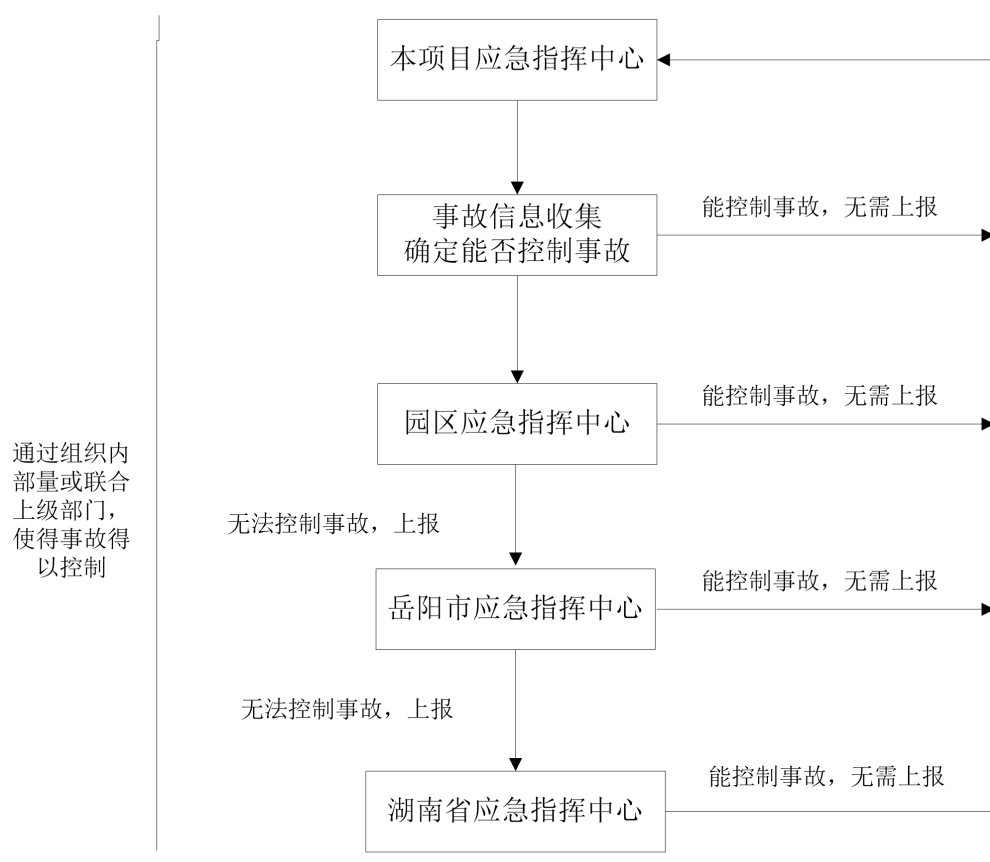 本项目应急指挥中心
事故信息收集
确定能否控制事故
能控制事故，无需上报
园区应急指挥中心
能控制事故，无需上报
通过组织内
部量或联合
上级部门，
使得事故得
以控制
无法控制事故，上报
岳阳市应急指挥中心
能控制事故，无需上报
无法控制事故，上报
湖南省应急指挥中心
能控制事故，无需上报